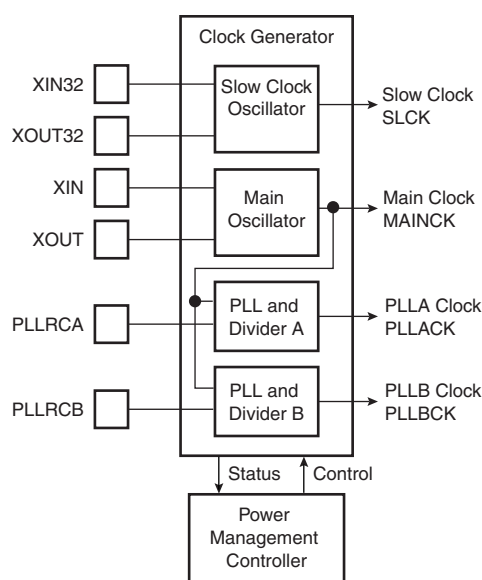 Clock Generator
XIN32
Slow Clock
Oscillator
Slow Clock
SLCK
XOUT32
XIN
Main
Oscillator
Main Clock
MAINCK
XOUT
PLLRCA
PLL and
Divider A
PLLA Clock
PLLACK
PLLRCB
PLL and
Divider B
PLLB Clock
PLLBCK
Status
Control
Power
Management
Controller